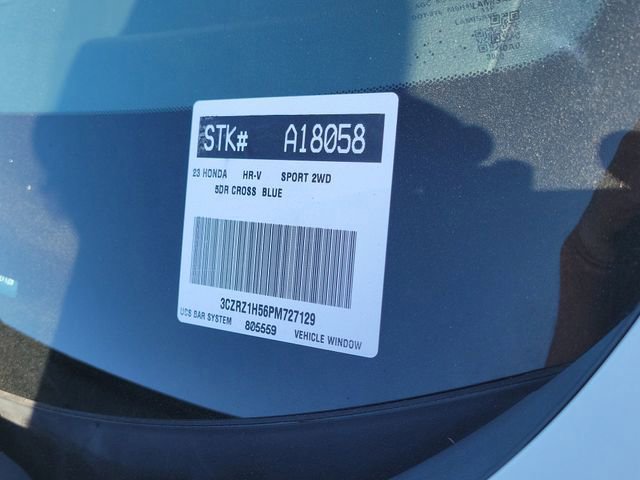 STK# A18058
23 HONDA HR-V SPORT 2WD
5DR CROSS BLUE
3CZRZ1H56PM727129
UCS BAR SYSTEM 805559 VEHICLE WINDOW